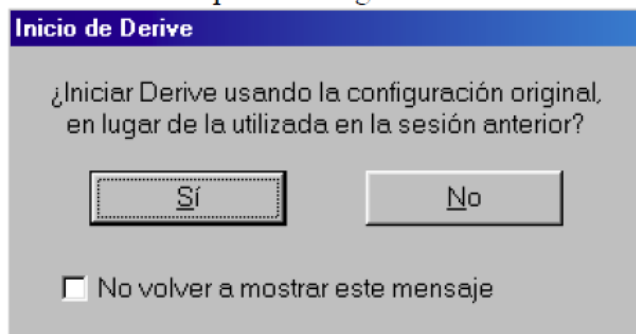 Inicio de Derive
¿Iniciar Derive usando la configuración original,
en lugar de la utilizada en la sesión anterior?
Sí
No
No volver a mostrar este mensaje